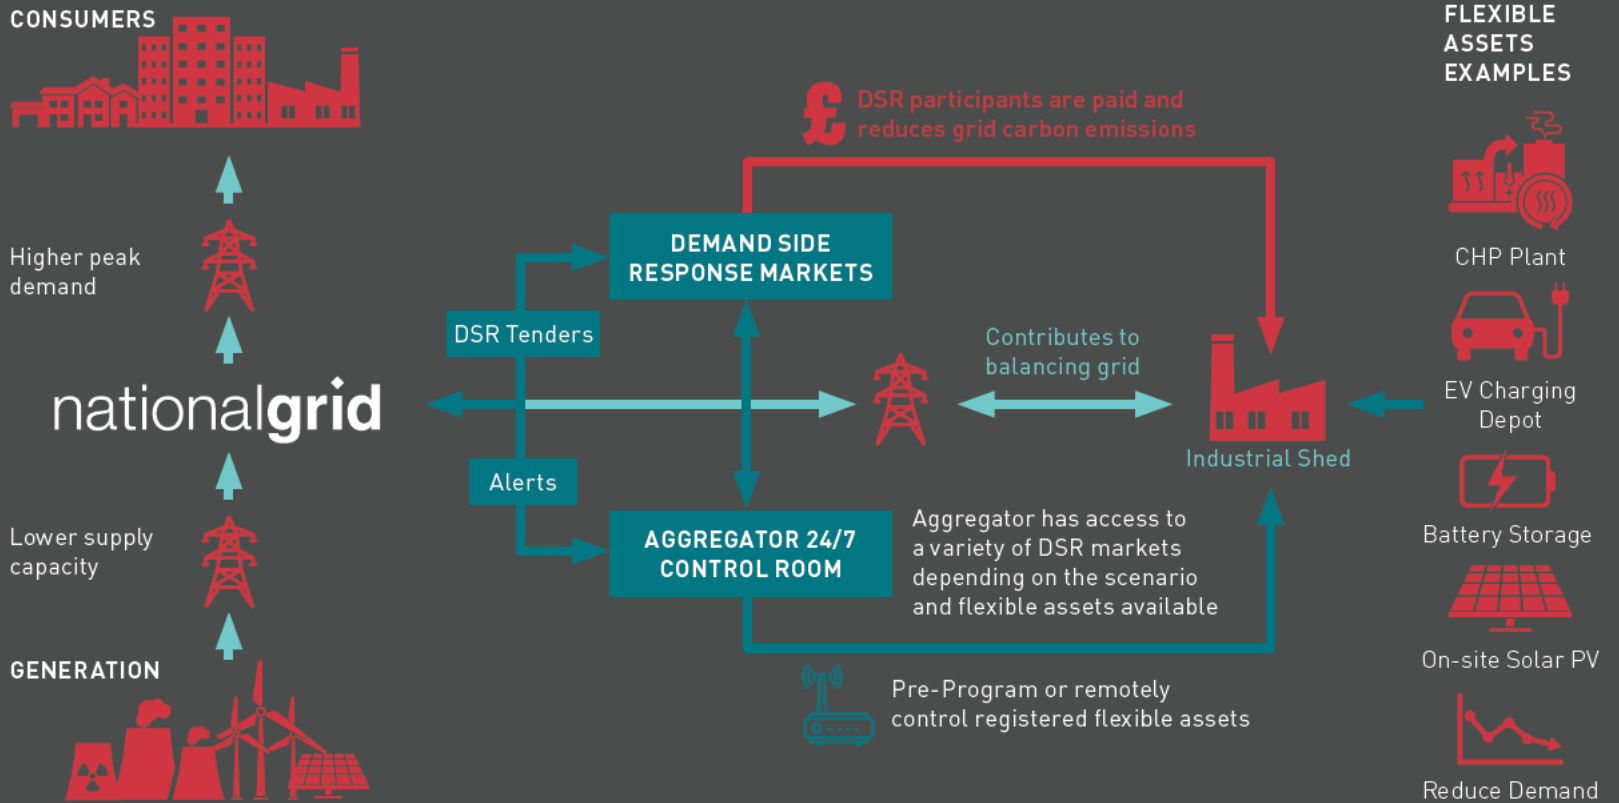 CONSUMERS
Higher peak
demand
nationalgrid
Lower supply
capacity
GENERATION
DSR Tenders
Alerts
£
DSR participants are paid and
reduces grid carbon emissions
DEMAND SIDE
RESPONSE MARKETS
Contributes to
balancing grid
Industrial Shed
AGGREGATOR 24/7
CONTROL ROOM
Aggregator has access to
a variety of DSR markets
depending on the scenario
and flexible assets available
Pre-Program or remotely
control registered flexible assets
FLEXIBLE
ASSETS
EXAMPLES
CHP Plant
EV Charging
Depot
Battery Storage
On-site Solar PV
Reduce Demand